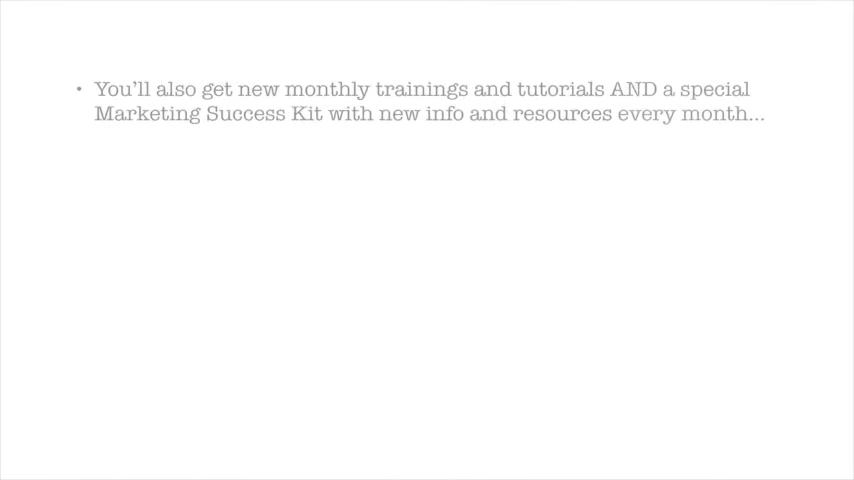 • You'll also get new monthly trainings and tutorials AND a special
Marketing Success Kit with new info and resources every month...